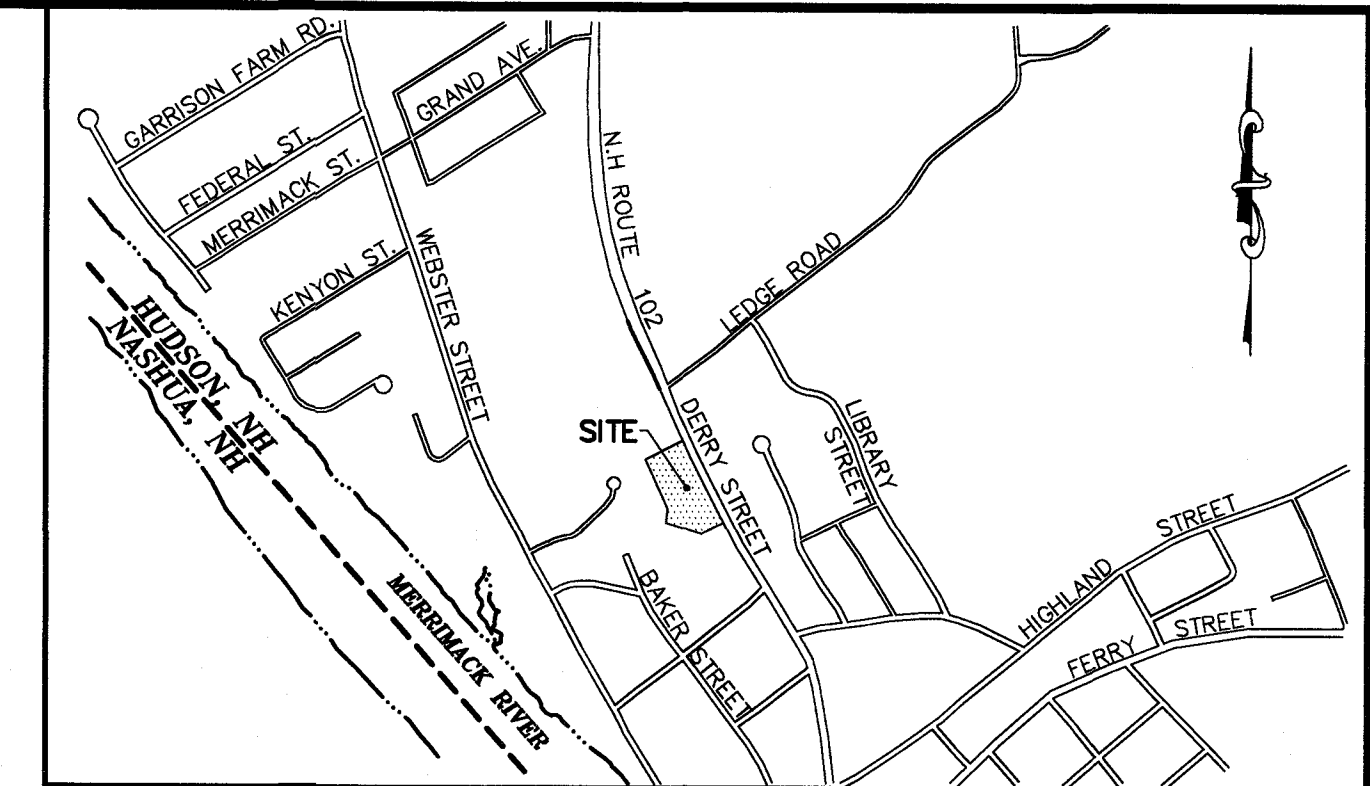 GARRISON FARM RD.
GRAND AVE.
FEDERAL ST.
MERRIMACK ST.
N.H ROUTE 102
KENYON ST.
WEBSTER STREET
LEDGE ROAD
HUDSON, NH
NASHUA, NH
SITE
DERRY STREET
LIBRARY
STREET
HIGHLAND STREET
FERRY STREET
BAKER STREET
MERRIMACK RIVER